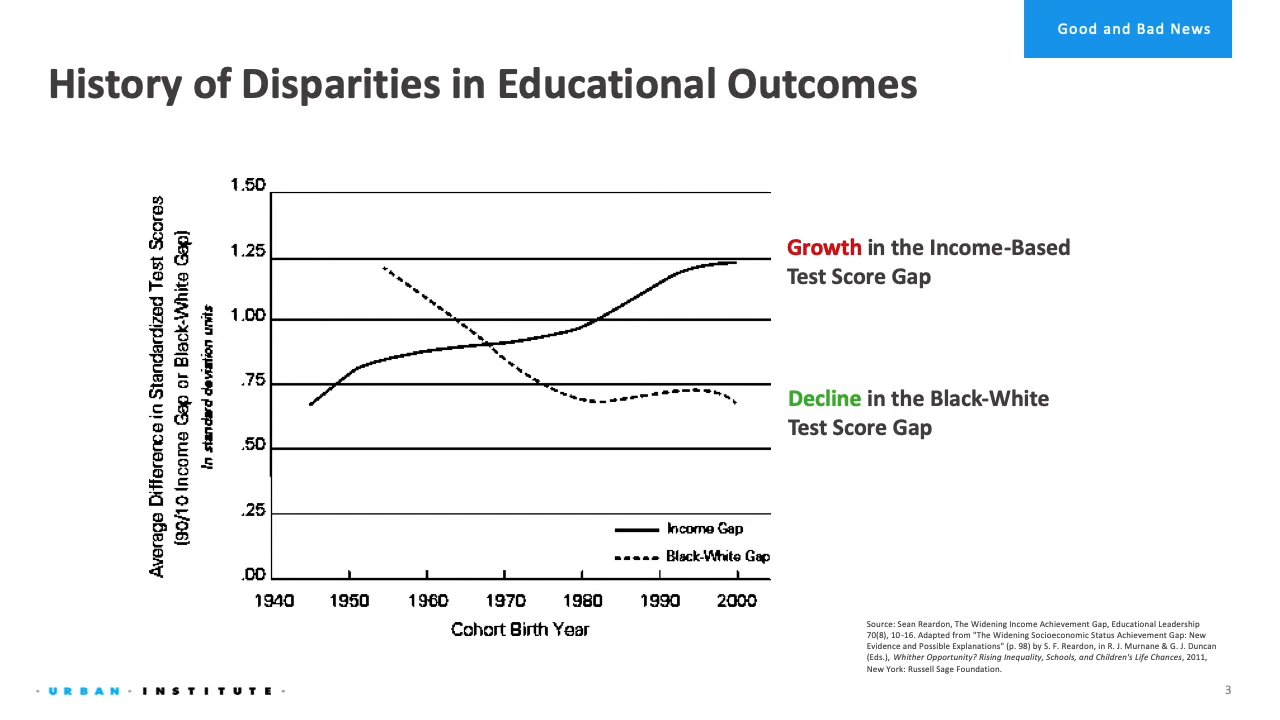 Good and Bad News
History of Disparities in Educational Outcomes
Average Difference in Standardized Test Scores
(90/10 Income Gap or Black-White Gap)
In standard deviation units
1.50
1.25
1.00
.75
.50
.25
.00
1940 1950 1960 1970 1980 1990 2000
Cohort Birth Year
Income Gap
Black-White Gap
Growth in the Income-Based
Test Score Gap
Decline in the Black-White
Test Score Gap
Source: Sean Reardon, The Widening Income Achievement Gap, Educational Leadership
70(8), 10-16. Adapted from "The Widening Socioeconomic Status Achievement Gap: New
Evidence and Possible Explanations" (p. 98) by S. F. Reardon, in R. J. Murnane & G. J. Duncan
(Eds.), Whither Opportunity? Rising Inequality, Schools, and Children's Life Chances, 2011,
New York: Russell Sage Foundation.
· URBAN · INSTITUTE ·
3